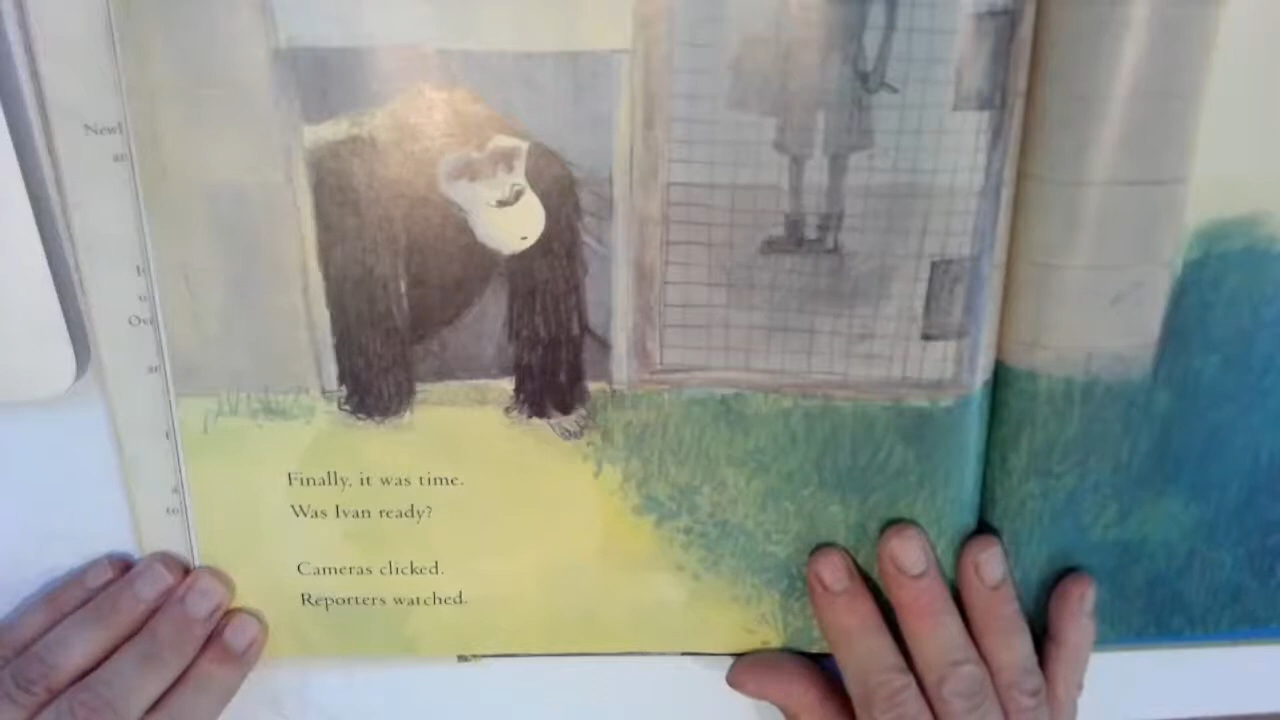 Finally, it was time.
Was Ivan ready?
Cameras clicked.
Reporters watched.